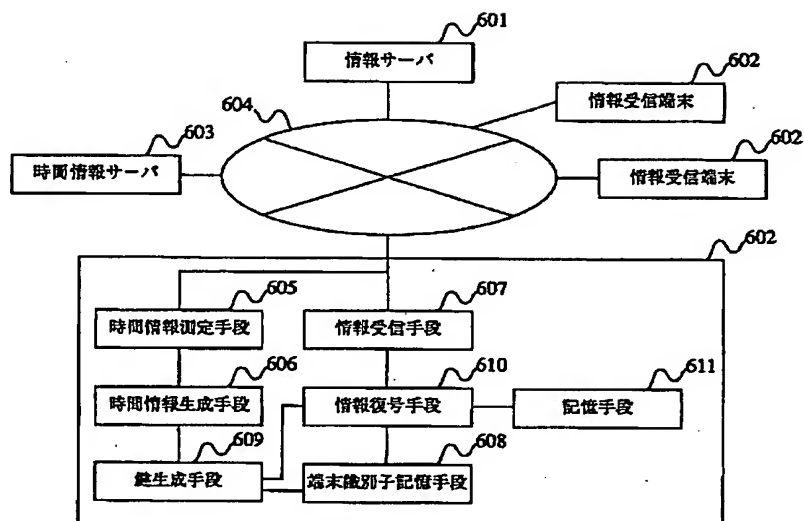 601
情報サーバ
602
情報受信端末
604
603
時間情報サーバ
602
情報受信端末
602
605
時間情報測定手段
607
情報受信手段
606
時間情報生成手段
610
情報復号手段
611
記憶手段
609
鍵生成手段
608
端末識別子記憶手段